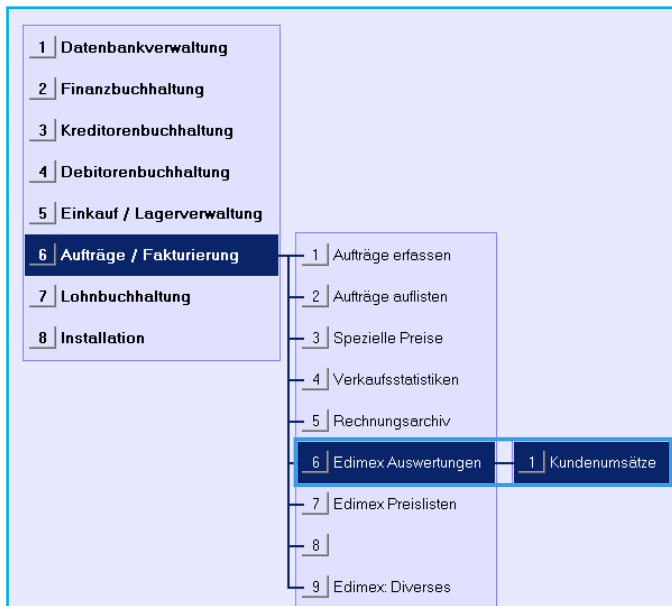 1 Datenbankverwaltung
2 Finanzbuchhaltung
3 Kreditorenbuchhaltung
4 Debitorenbuchhaltung
5 Einkauf / Lagerverwaltung
6 Aufträge / Fakturierung
7 Lohnbuchhaltung
8 Installation
1 Aufträge erfassen
2 Aufträge auflisten
3 Spezielle Preise
4 Verkaufsstatistiken
5 Rechnungsarchiv
6 Edimex Auswertungen
7 Edimex Preislisten
8
9 Edimex: Diverses
1 Kundenumsätze